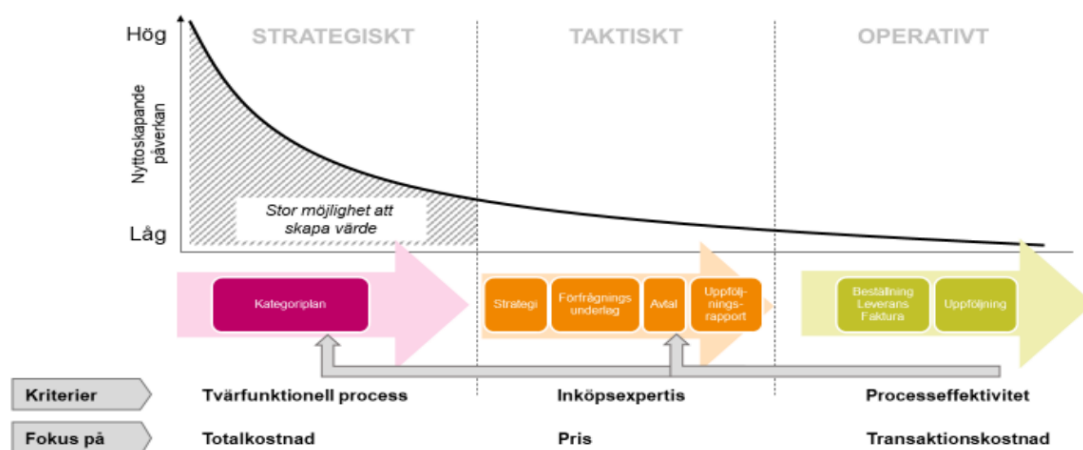 Hög
STRATEGISKT
TAKTISKT
OPERATIVT
Nyttoskapande
påverkan
Stor möjlighet att
skapa värde
Låg
Kategoriplan
Strategi
Förfrågnings
underlag
Avtal
Uppfölj-
nings-
rapport
Beställning
Leverans
Faktura
Uppföljning
Kriterier
Tvärfunktionell process
Inköpsexpertis
Processeffektivitet
Fokus på
Totalkostnad
Pris
Transaktionskostnad